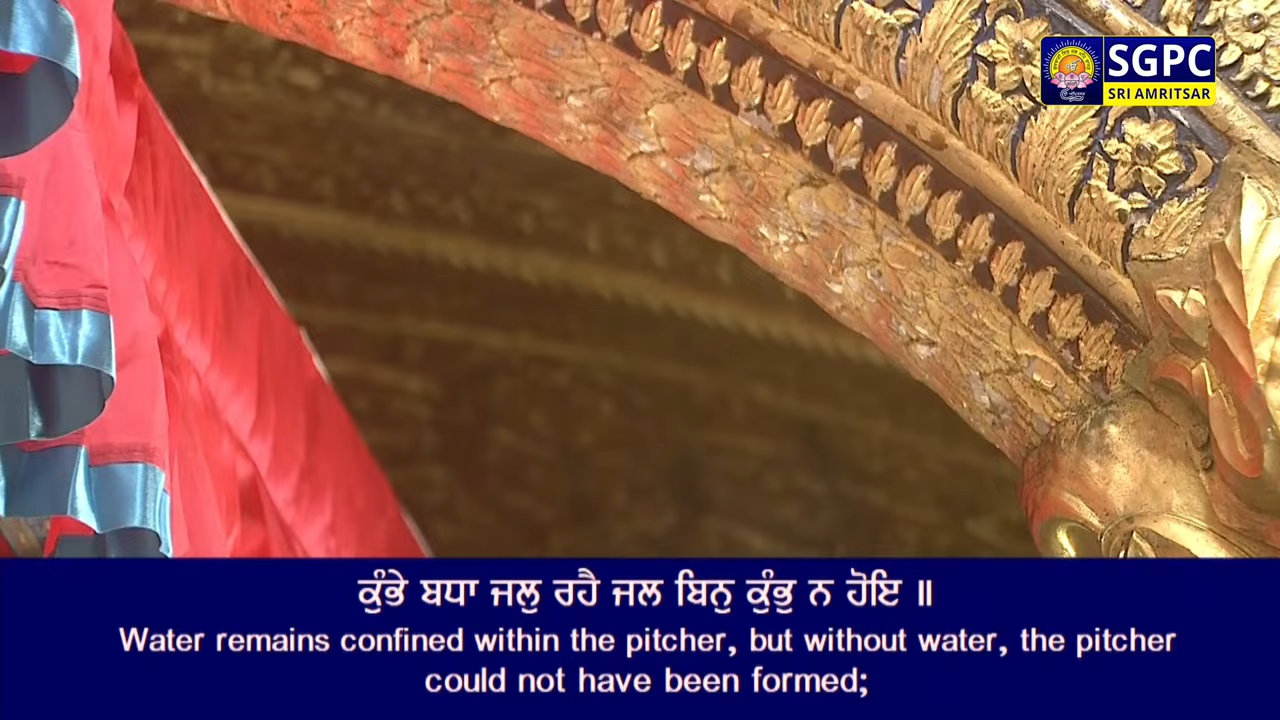 SGPC
SRI AMRITSAR
ਕੁੰਭੇ ਬਧਾ ਜਲੁ ਰਹੈ ਜਲ ਬਿਨੁ ਕੁੰਭੁ ਨ ਹੋਇ ॥
Water remains confined within the pitcher, but without water, the pitcher
could not have been formed;